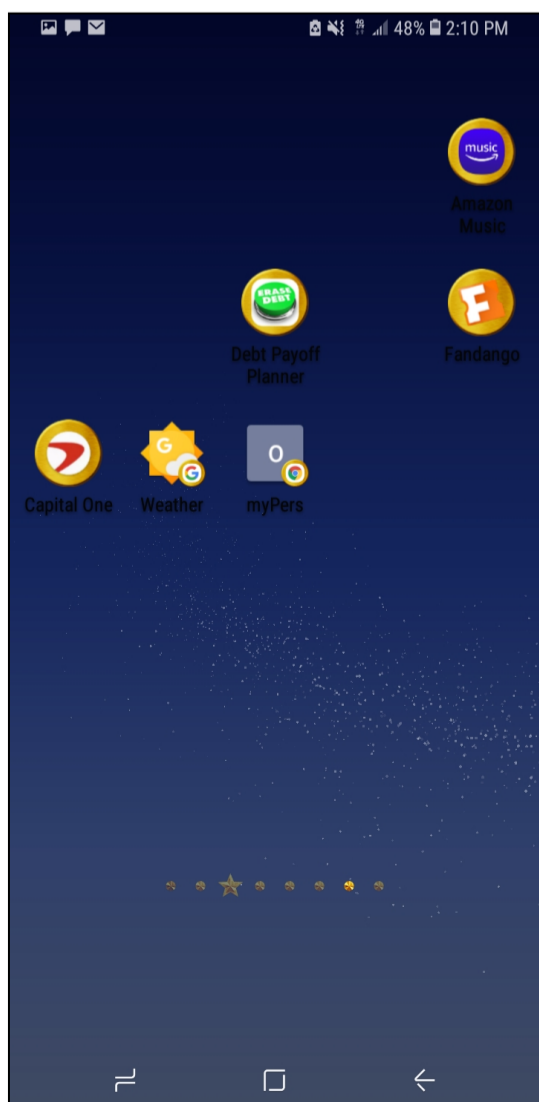 48% 2:10 PM
music
Amazon
Music
ERASE
DEBT
Debt Payoff
Planner
Fandango
G
O
Capital One
Weather
myPers